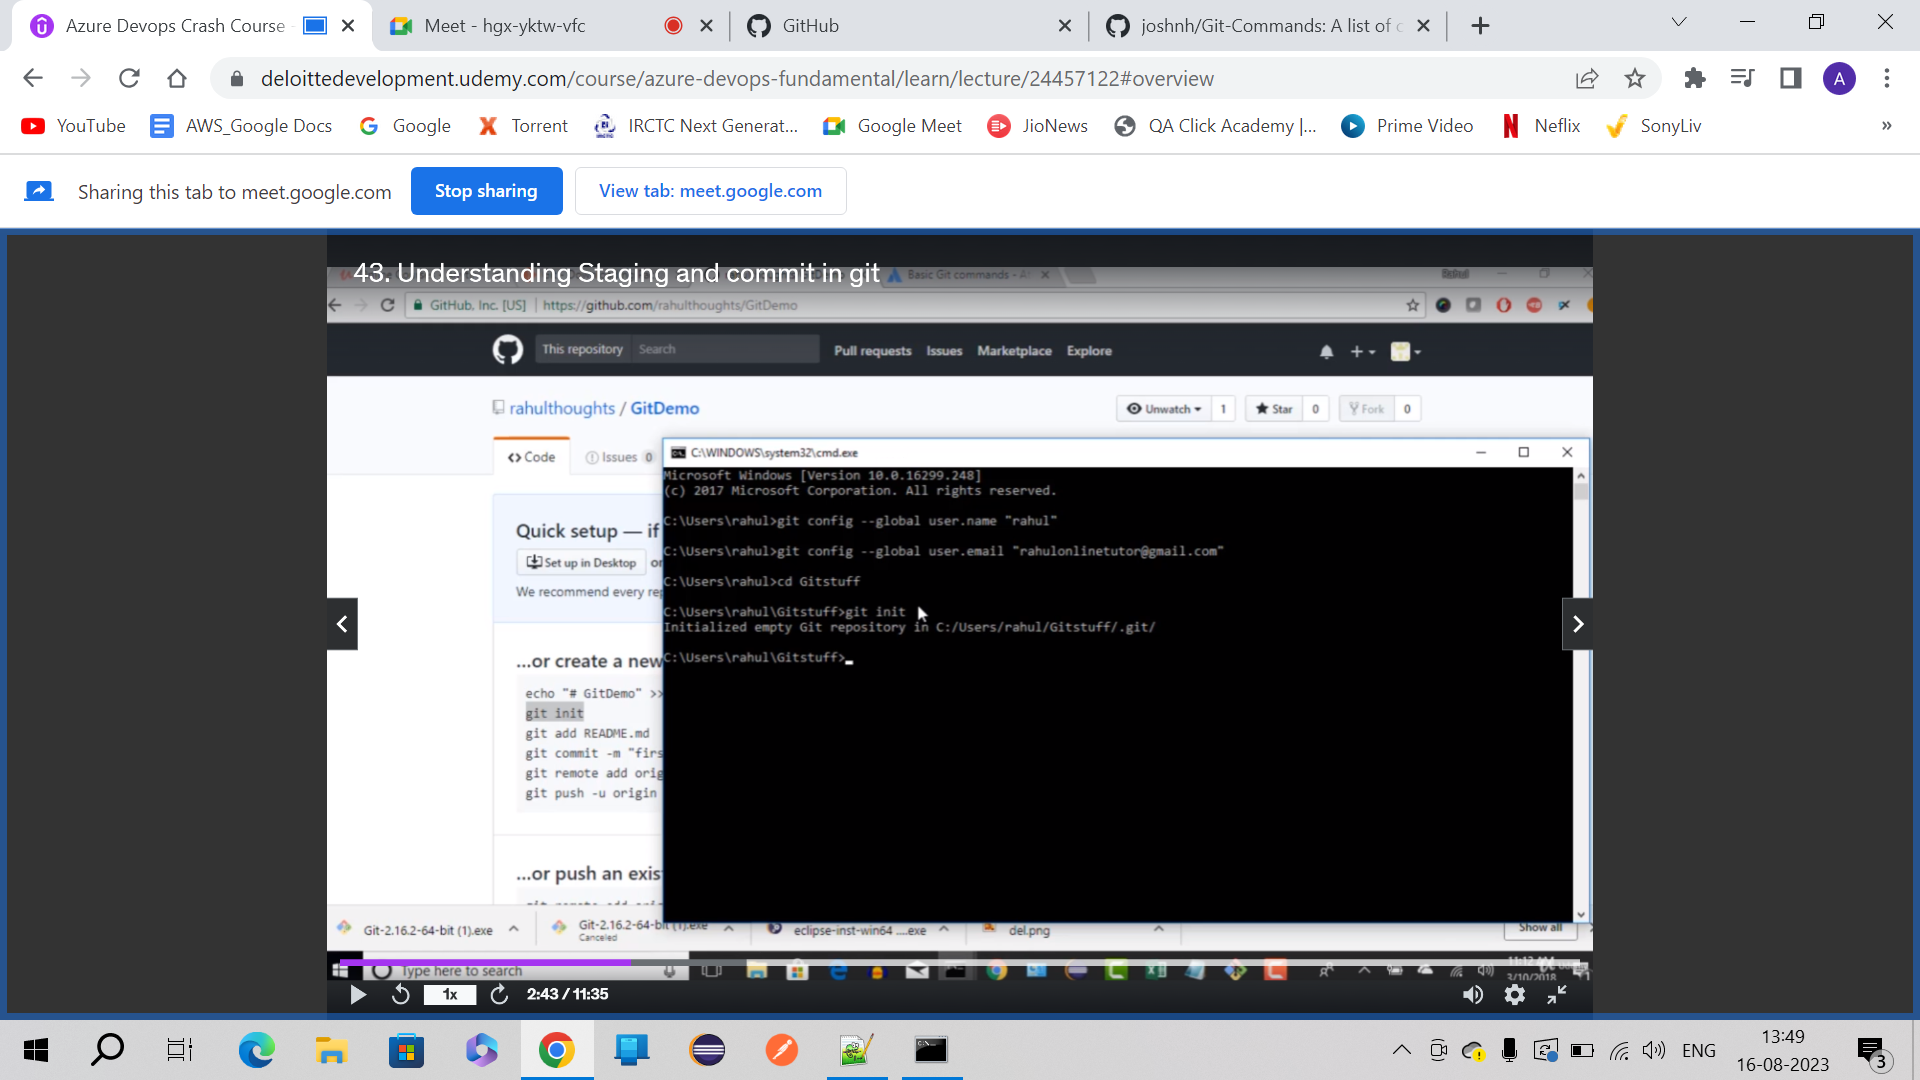 Azure Devops Crash Course
Meet - hgx-yktw-vfc
GitHub
joshnh/Git-Commands: A list of c
deloittedevelopment.udemy.com/course/azure-devops-fundamental/learn/lecture/24457122#overview
A
YouTube
AWS_Google Docs
Google
Torrent
IRCTC Next Generat...
Google Meet
JioNews
QA Click Academy |...
Prime Video
Neflix
SonyLiv
»
Sharing this tab to meet.google.com
Stop sharing
View tab: meet.google.com
43. Understanding Staging and commit in git
Basic Git commands - At
GitHub, Inc. [US] | https://github.com/rahulthoughts/GitDemo
This repository
Search
Pull requests
Issues
Marketplace
Explore
rahulthoughts / GitDemo
Unwatch 1
Star 0
Fork 0
Code
Issues 0
C:\WINDOWS\system32\cmd.exe
Microsoft Windows [Version 10.0.16299.248]
(c) 2017 Microsoft Corporation. All rights reserved.
C:\Users\rahul>git config --global user.name "rahul"
C:\Users\rahul>git config --global user.email "rahulonlinetutor@gmail.com"
C:\Users\rahul>cd Gitstuff
C:\Users\rahul\Gitstuff>git init
Initialized empty Git repository in C:/Users/rahul/Gitstuff/.git/
C:\Users\rahul\Gitstuff>
Quick setup — if
Set up in Desktop
or
We recommend every rep
...or create a new
echo "# GitDemo" >>
git init
git add README.md
git commit -m "firs
git remote add orig
git push -u origin
...or push an exis
Git-2.16.2-64-bit (1).exe
Git-2.16.2-64-bit (1).exe
Canceled
eclipse-inst-win64 ....exe
del.png
Show all
Type here to search
3/10/2018
1x
2:43 / 11:35
ENG
13:49
16-08-2023
3